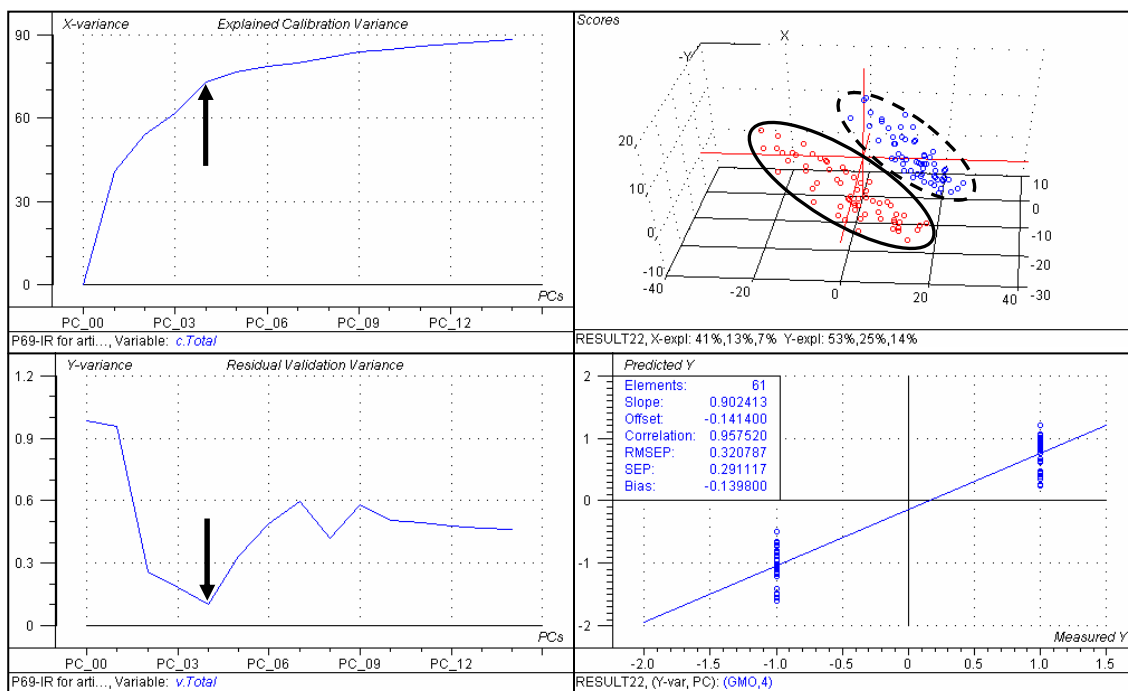 X-variance Explained Calibration Variance
90
60
30
0
PCs
PC_00 PC_03 PC_06 PC_09 PC_12
P69-IR for arti..., Variable: c.Total
Scores
-Y
X
20,
10,
0,
-10
-40 -20 0 20 40
10
0
-10
-20
-30
RESULT22, X-expl: 41%,13%,7% Y-expl: 53%,25%,14%
Y-variance Residual Validation Variance
1.2
0.9
0.6
0.3
0
PCs
PC_00 PC_03 PC_06 PC_09 PC_12
P69-IR for arti..., Variable: v.Total
Predicted Y
2
1
0
-1
-2
Elements: 61
Slope: 0.902413
Offset: -0.141400
Correlation: 0.957520
RMSEP: 0.320787
SEP: 0.291117
Bias: -0.139800
Measured Y
-2.0 -1.5 -1.0 -0.5 0 0.5 1.0 1.5
RESULT22, (Y-var, PC): (GMO,4)